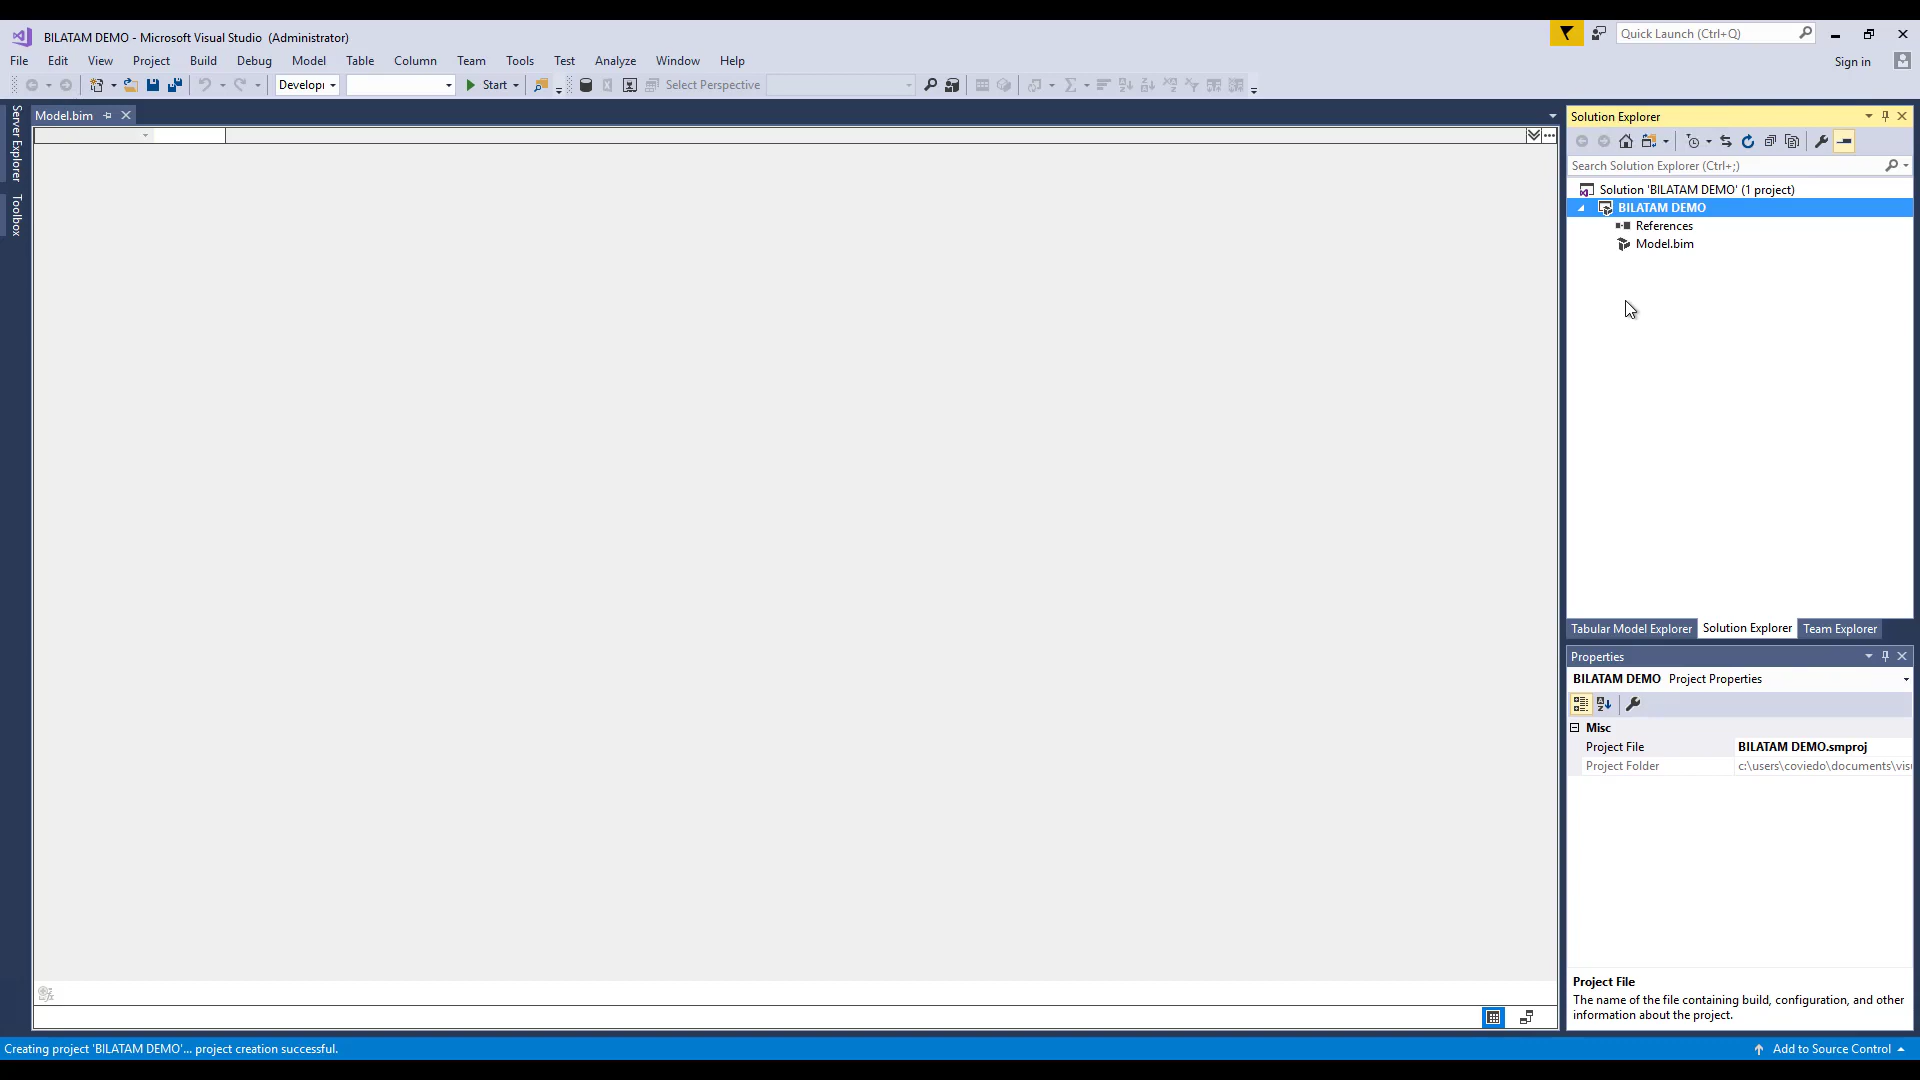 BILATAM DEMO - Microsoft Visual Studio (Administrator)
Quick Launch (Ctrl+Q)
File Edit View Project Build Debug Model Table Column Team Tools Test Analyze Window Help
Sign in
Developı
Start
Select Perspective
Server Explorer
Toolbox
Model.bim
Solution Explorer
Search Solution Explorer (Ctrl+;)
Solution 'BILATAM DEMO' (1 project)
BILATAM DEMO
References
Model.bim
Tabular Model Explorer Solution Explorer Team Explorer
Properties
BILATAM DEMO Project Properties
Misc
Project File BILATAM DEMO.smproj
Project Folder c:\users\coviedo\documents\visu
Project File
The name of the file containing build, configuration, and other
information about the project.
Creating project 'BILATAM DEMO'... project creation successful.
Add to Source Control